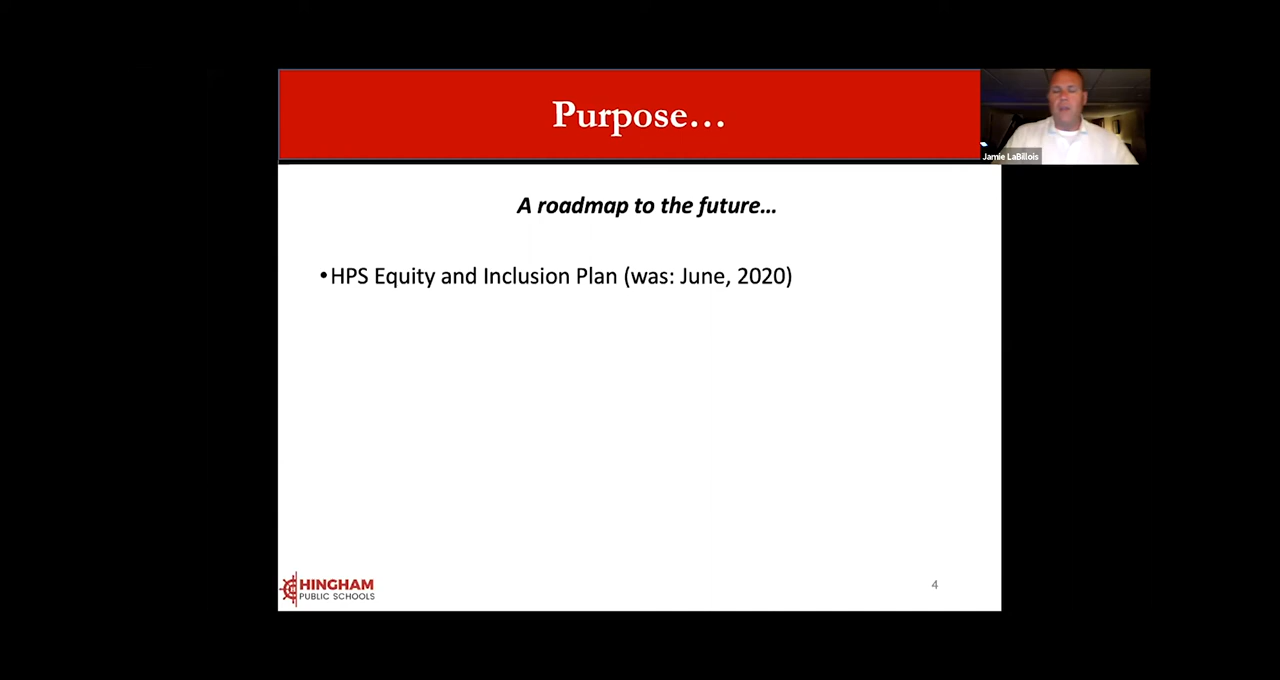 Purpose…
Jamie LaBillois
A roadmap to the future…
•HPS Equity and Inclusion Plan (was: June, 2020)
HINGHAM
PUBLIC SCHOOLS
4